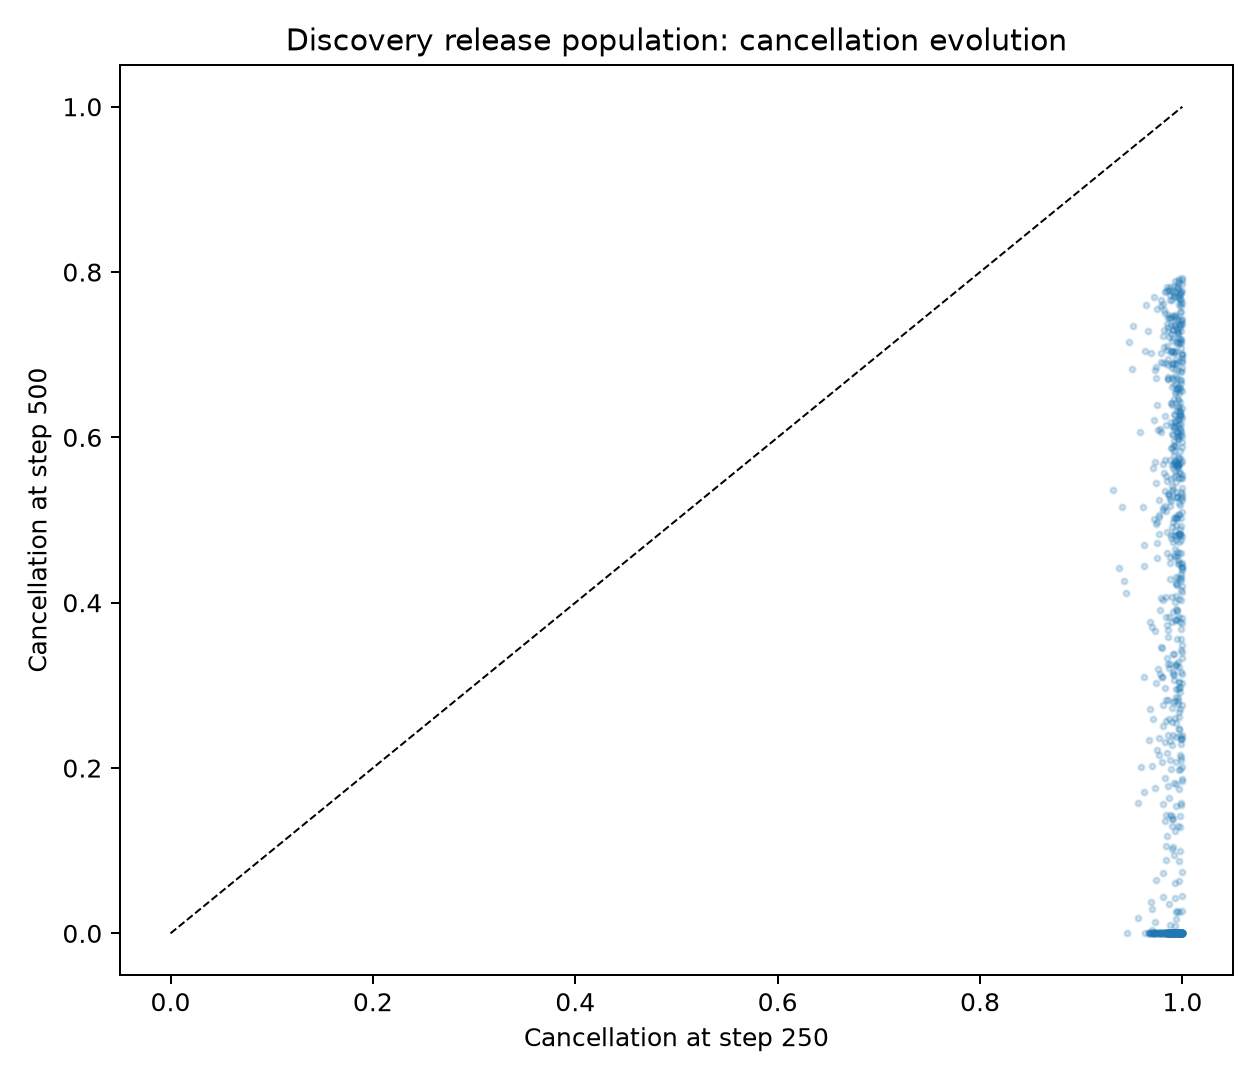 Discovery release population: cancellation evolution
1.0
0.8
0.6
0.4
0.2
0.0
Cancellation at step 500
0.0 0.2 0.4 0.6 0.8 1.0
Cancellation at step 250